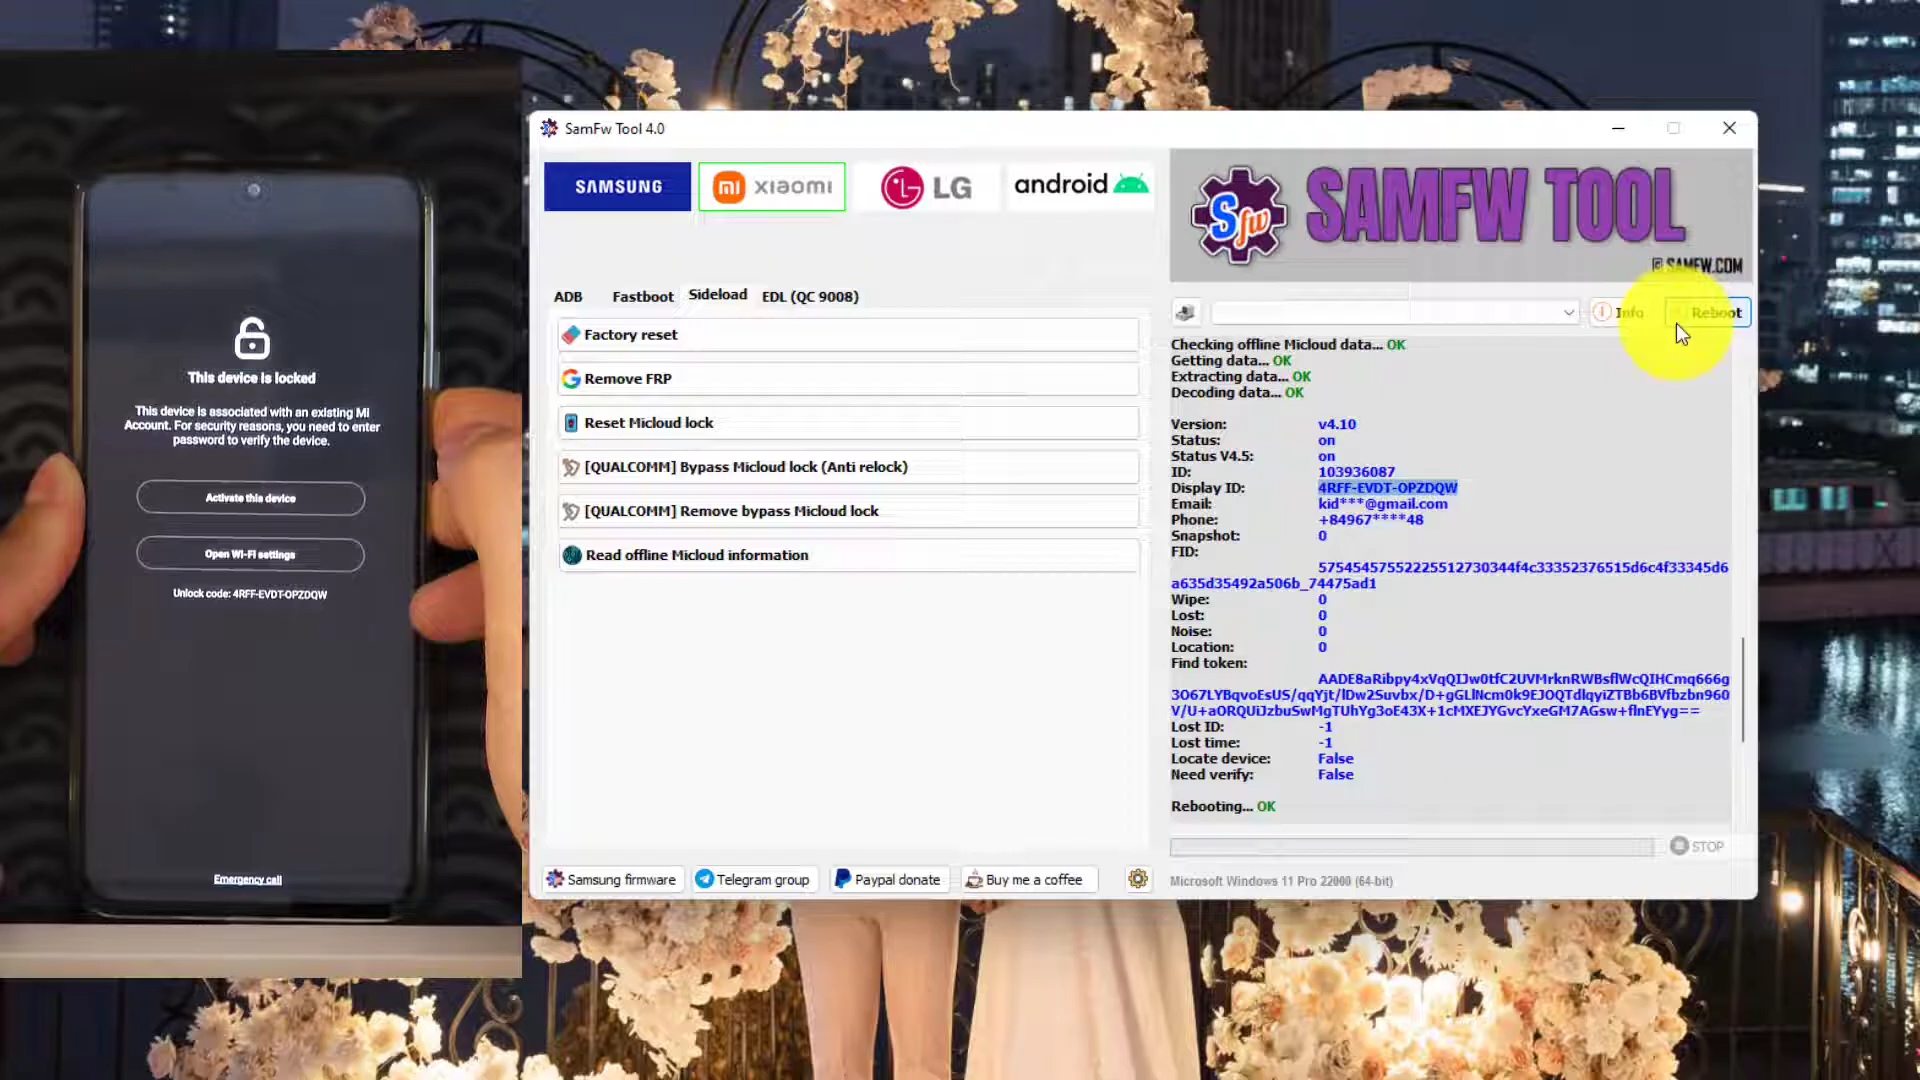 This device is locked
This device is associated with an existing MI
Account. For security reasons, you need to enter
password to verify the device.
Activate this device
Open Wi-Fi settings
Unlock code: 4RFF-EVDT-OPZDQW
Emergency call
SamFw Tool 4.0
SAMSUNG
mi xiaomi
LG
android
ADB Fastboot Sideload EDL (QC 9008)
Factory reset
Remove FRP
Reset Micloud lock
[QUALCOMM] Bypass Micloud lock (Anti relock)
[QUALCOMM] Remove bypass Micloud lock
Read offline Micloud information
Samsung firmware
Telegram group
Paypal donate
Buy me a coffee
Sfw
SAMFW TOOL
© SAMFW.COM
Info
Reboot
Checking offline Micloud data... OK
Getting data... OK
Extracting data... OK
Decoding data... OK
Version: v4.10
Status: on
Status V4.5: on
ID: 103936087
Display ID: 4RFF-EVDT-OPZDQW
Email: kid***@gmail.com
Phone: +84967****48
Snapshot: 0
FID:
57545457552225512730344f4c33352376515d6c4f33345d6
a635d35492a506b_74475ad1
Wipe: 0
Lost: 0
Noise: 0
Location: 0
Find token:
AADE8aRibpy4xVqQIJw0tfC2UVMrknRWBsflWcQIHCmq666g
3O67LYBqvoEsUS/qqYjt/lDw2Suvbx/D+gGLlNcm0k9EJOQTdlqyiZTBb6BVfbzbn960
V/U+aORQUiJzbuSwMgTUhYg3oE43X+1cMXEJYGvcYxeGM7AGsw+flnEYyg==
Lost ID: -1
Lost time: -1
Locate device: False
Need verify: False
Rebooting... OK
STOP
Microsoft Windows 11 Pro 22000 (64-bit)